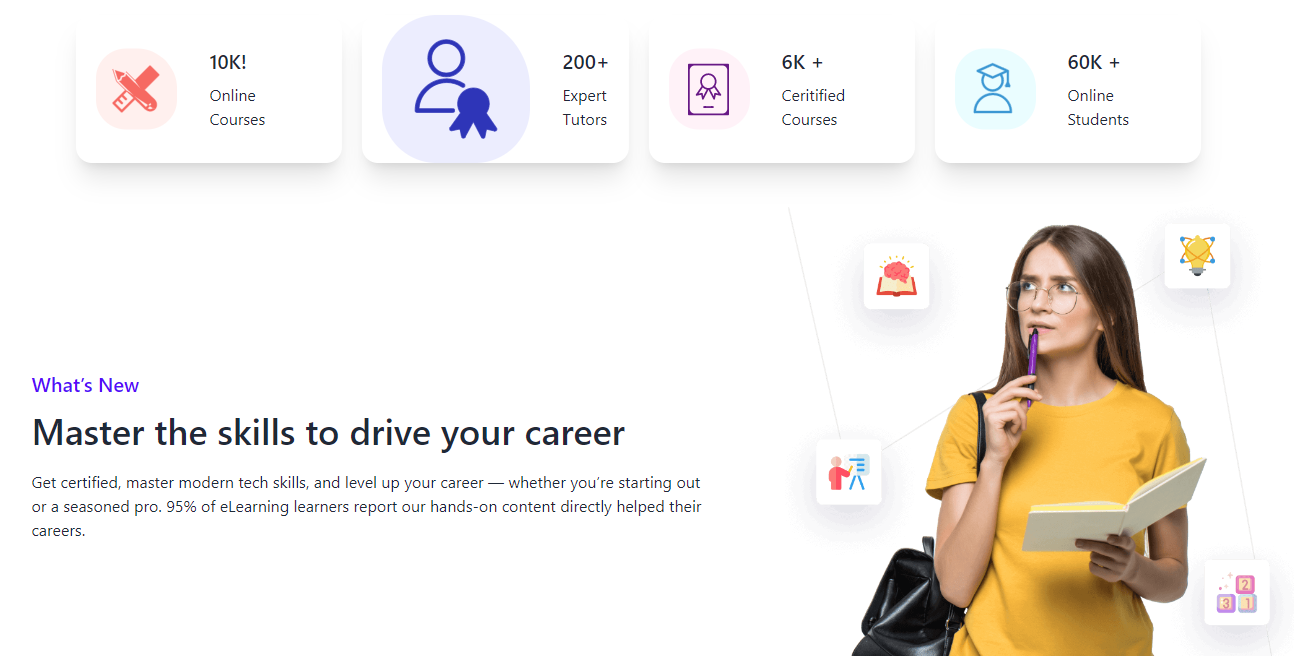 10K!
Online
Courses
200+
Expert
Tutors
6K +
Ceritified
Courses
60K +
Online
Students
What's New
Master the skills to drive your career
Get certified, master modern tech skills, and level up your career — whether you're starting out
or a seasoned pro. 95% of eLearning learners report our hands-on content directly helped their
careers.
2
3 1